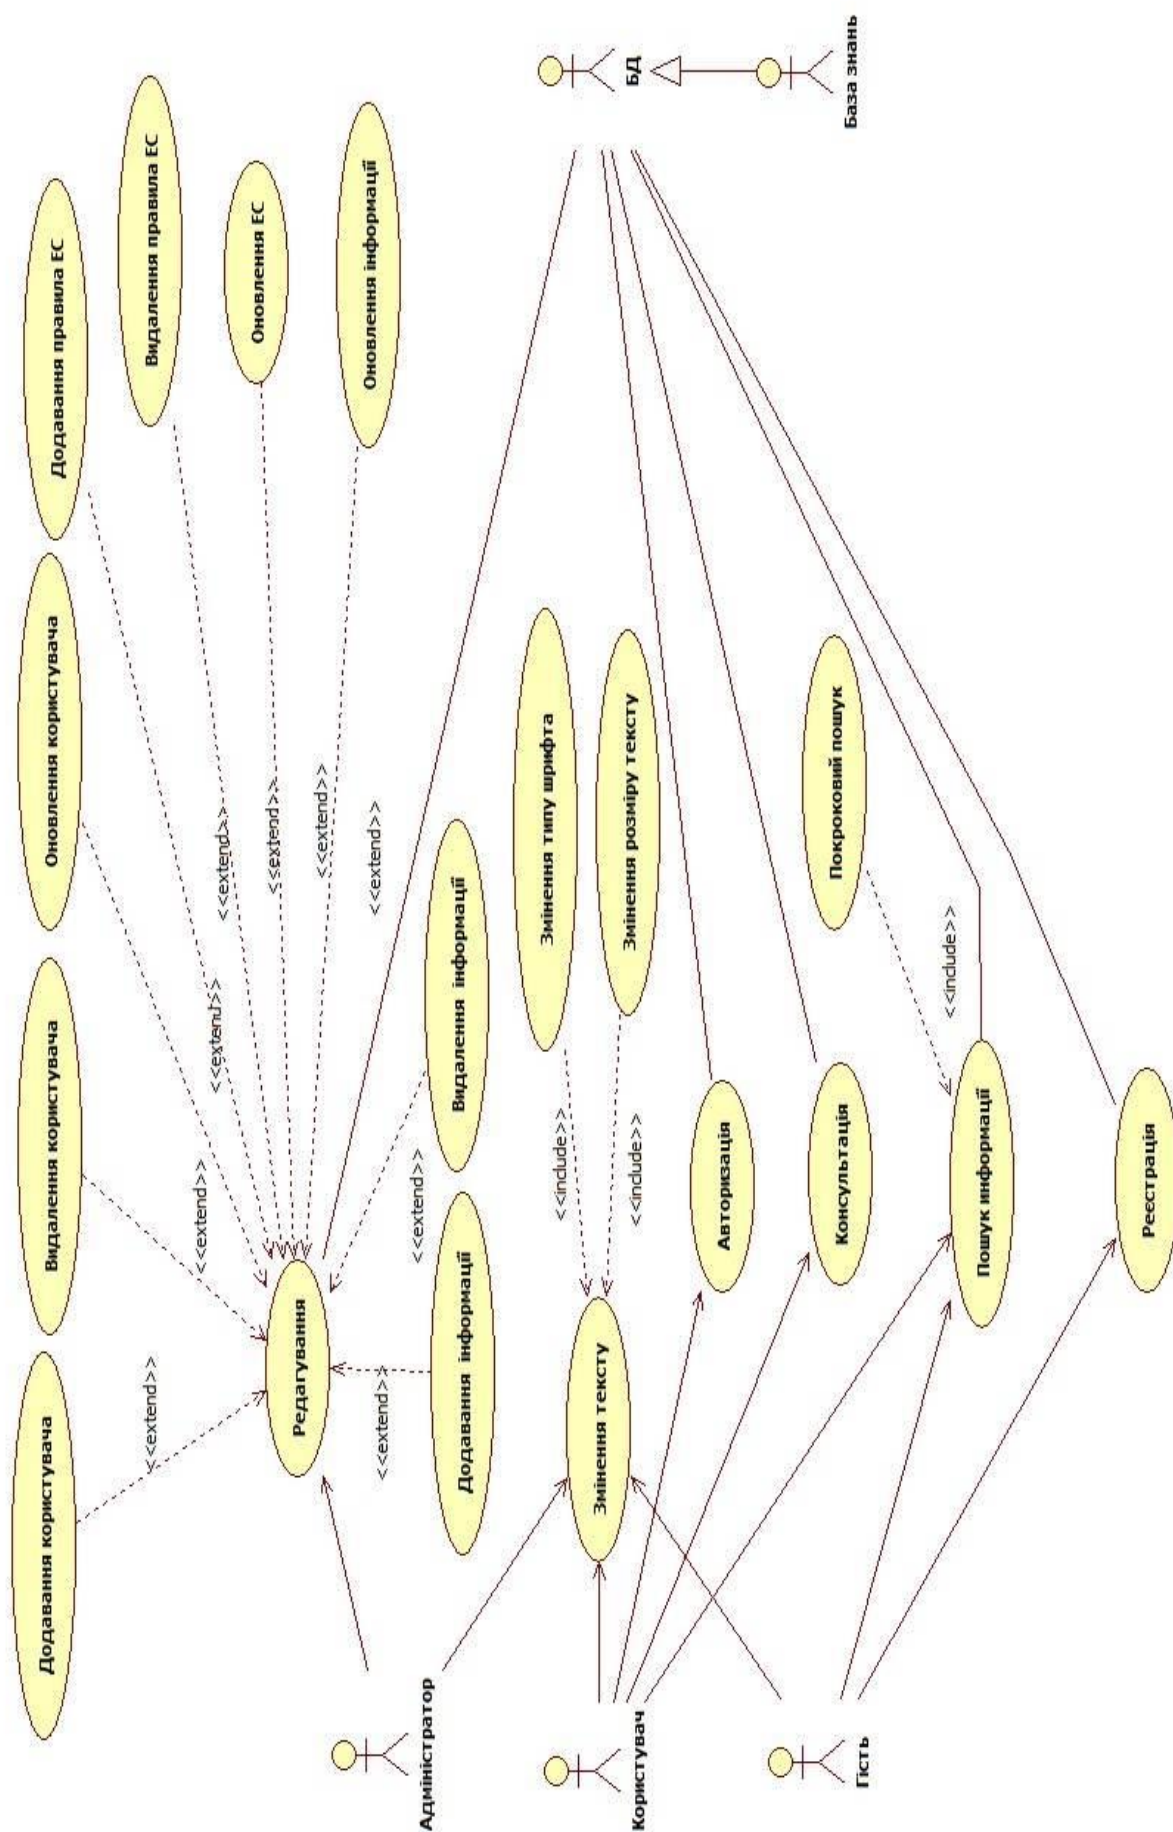 Додавання користувача
Видалення користувача
Оновлення користувача
Додавання правила ЕС
Видалення правила ЕС
<<extend>>
<<extend>>
<<extend>>
<<extend>>
Оновлення ЕС
<<extend>>
Редагування
<<extend>>
Оновлення інформації
<<extend>>
<<extend>>
<<extend>>
Адміністратор
Додавання інформації
Видалення інформації
Змінення типу шрифта
<<include>>
Змінення тексту
Змінення розміру тексту
<<include>>
БД
Користувач
Авторизація
Консультація
Покроковий пошук
База знань
Гість
<<include>>
Пошук информації
Реєстрація